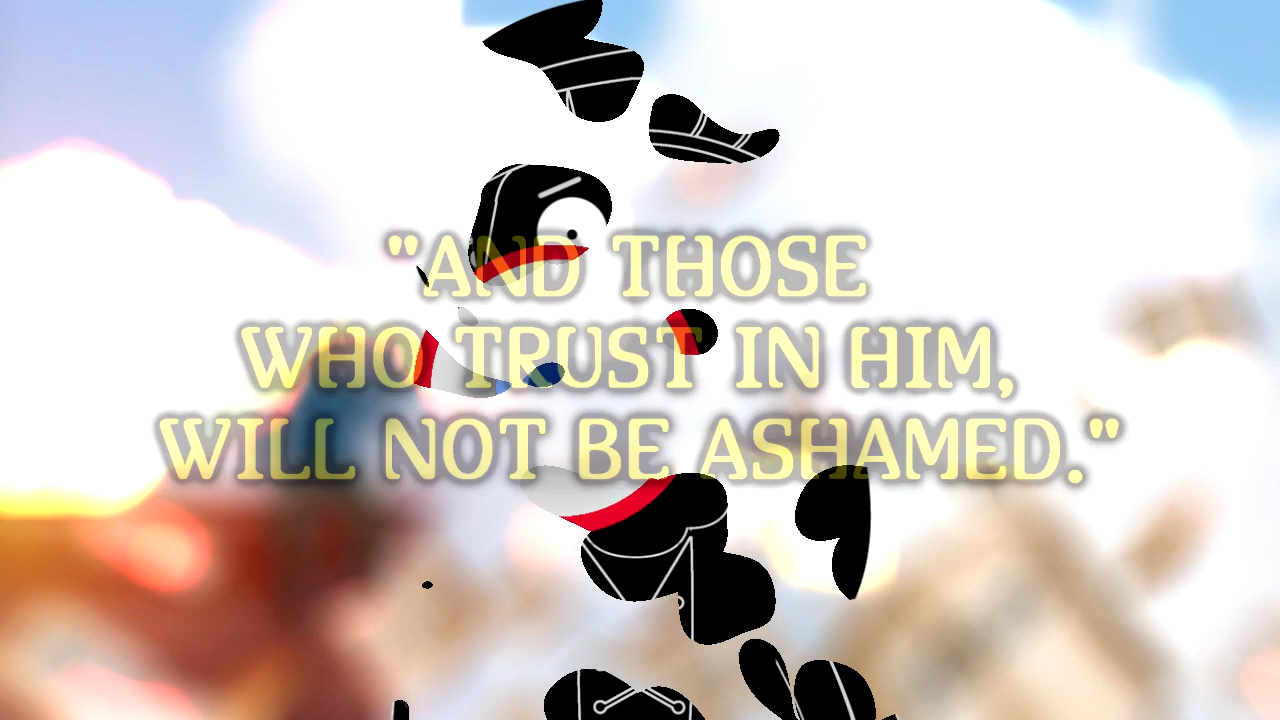 "AND THOSE
WHO TRUST IN HIM,
WILL NOT BE ASHAMED."